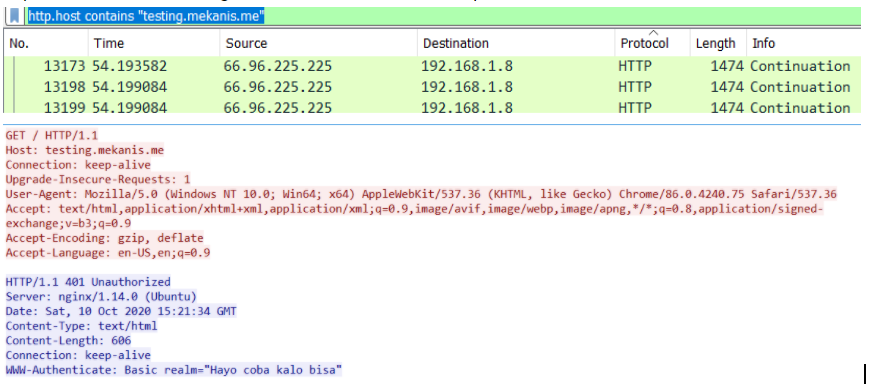 http.host contains "testing.mekanis.me"
No. Time Source Destination Protocol Length Info
13173 54.193582 66.96.225.225 192.168.1.8 HTTP 1474 Continuation
13198 54.199084 66.96.225.225 192.168.1.8 HTTP 1474 Continuation
13199 54.199084 66.96.225.225 192.168.1.8 HTTP 1474 Continuation
GET / HTTP/1.1
Host: testing.mekanis.me
Connection: keep-alive
Upgrade-Insecure-Requests: 1
User-Agent: Mozilla/5.0 (Windows NT 10.0; Win64; x64) AppleWebKit/537.36 (KHTML, like Gecko) Chrome/86.0.4240.75 Safari/537.36
Accept: text/html,application/xhtml+xml,application/xml;q=0.9,image/avif,image/webp,image/apng,*/*;q=0.8,application/signed-
exchange;v=b3;q=0.9
Accept-Encoding: gzip, deflate
Accept-Language: en-US,en;q=0.9
HTTP/1.1 401 Unauthorized
Server: nginx/1.14.0 (Ubuntu)
Date: Sat, 10 Oct 2020 15:21:34 GMT
Content-Type: text/html
Content-Length: 606
Connection: keep-alive
WWW-Authenticate: Basic realm="Hayo coba kalo bisa"